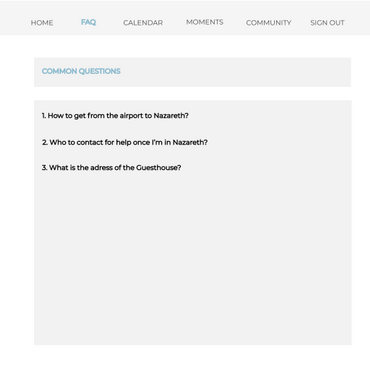 HOME FAQ CALENDAR MOMENTS COMMUNITY SIGN OUT
COMMON QUESTIONS
1. How to get from the airport to Nazareth?
2. Who to contact for help once I'm in Nazareth?
3. What is the adress of the Guesthouse?